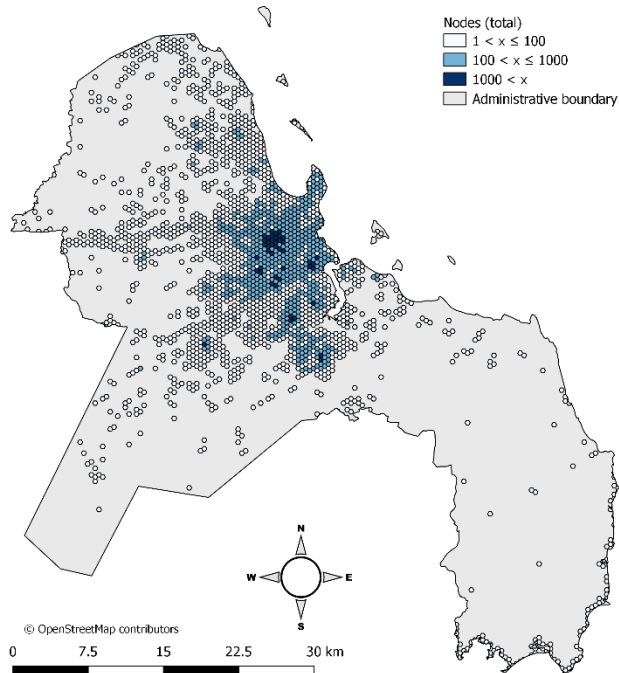 Nodes (total)
1 < x ≤ 100
100 < x ≤ 1000
1000 < x
Administrative boundary
N
W E
S
© OpenStreetMap contributors
0 7.5 15 22.5 30 km